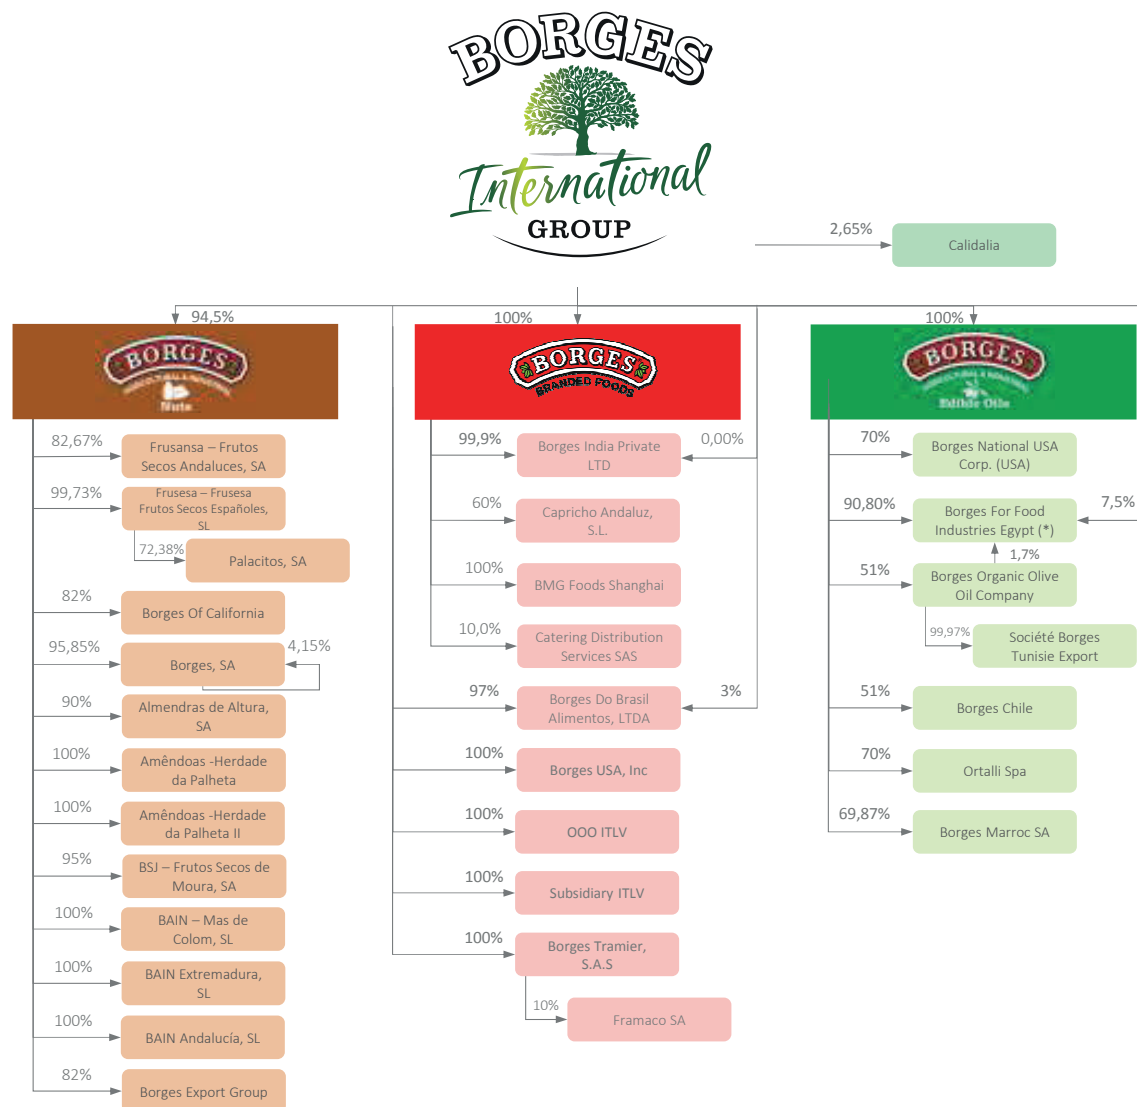 BORGES
International
GROUP
2,65%
Calidalia
94,5%
100%
100%
BORGES
Nuts
BORGES
BRANDED FOODS
BORGES
Edible Oils
82,67%
Frusansa – Frutos
Secos Andaluces, SA
99,73%
Frusesa – Frusesa
Frutos Secos Españoles,
SL
72,38%
Palacitos, SA
82%
Borges Of California
95,85%
Borges, SA
4,15%
90%
Almendras de Altura,
SA
100%
Amêndoas -Herdade
da Palheta
100%
Amêndoas -Herdade
da Palheta II
95%
BSJ – Frutos Secos de
Moura, SA
100%
BAIN – Mas de
Colom, SL
100%
BAIN Extremadura,
SL
100%
BAIN Andalucía, SL
82%
Borges Export Group
99,9%
Borges India Private
LTD
0,00%
60%
Capricho Andaluz,
S.L.
100%
BMG Foods Shanghai
10,0%
Catering Distribution
Services SAS
97%
Borges Do Brasil
Alimentos, LTDA
3%
100%
Borges USA, Inc
100%
OOO ITLV
100%
Subsidiary ITLV
100%
Borges Tramier,
S.A.S
10%
Framaco SA
70%
Borges National USA
Corp. (USA)
90,80%
Borges For Food
Industries Egypt (*)
7,5%
1,7%
51%
Borges Organic Olive
Oil Company
99,97%
Société Borges
Tunisie Export
51%
Borges Chile
70%
Ortalli Spa
69,87%
Borges Marroc SA